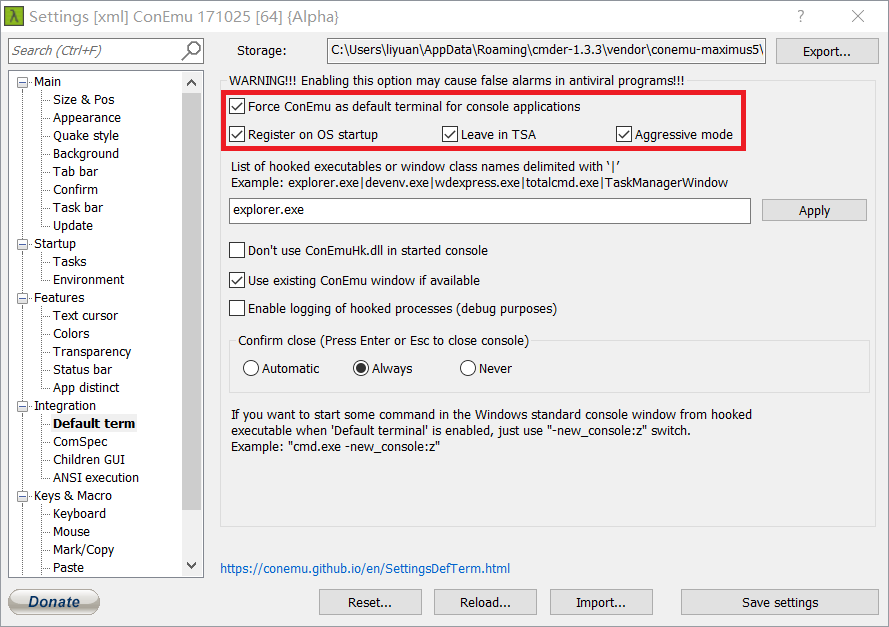 λ Settings [xml] ConEmu 171025 [64] {Alpha} ?
Search (Ctrl+F)
Main
Size & Pos
Appearance
Quake style
Background
Tab bar
Confirm
Task bar
Update
Startup
Tasks
Environment
Features
Text cursor
Colors
Transparency
Status bar
App distinct
Integration
Default term
ComSpec
Children GUI
ANSI execution
Keys & Macro
Keyboard
Mouse
Mark/Copy
Paste
Donate
Storage: C:\Users\liyuan\AppData\Roaming\cmder-1.3.3\vendor\conemu-maximus5\ Export...
WARNING!!! Enabling this option may cause false alarms in antiviral programs!!!
Force ConEmu as default terminal for console applications
Register on OS startup Leave in TSA Aggressive mode
List of hooked executables or window class names delimited with ‘|’
Example: explorer.exe|devenv.exe|wdexpress.exe|totalcmd.exe|TaskManagerWindow
explorer.exe Apply
Don't use ConEmuHk.dll in started console
Use existing ConEmu window if available
Enable logging of hooked processes (debug purposes)
Confirm close (Press Enter or Esc to close console)
Automatic Always Never
If you want to start some command in the Windows standard console window from hooked
executable when 'Default terminal' is enabled, just use "-new_console:z" switch.
Example: "cmd.exe -new_console:z"
https://conemu.github.io/en/SettingsDefTerm.html
Reset... Reload... Import... Save settings